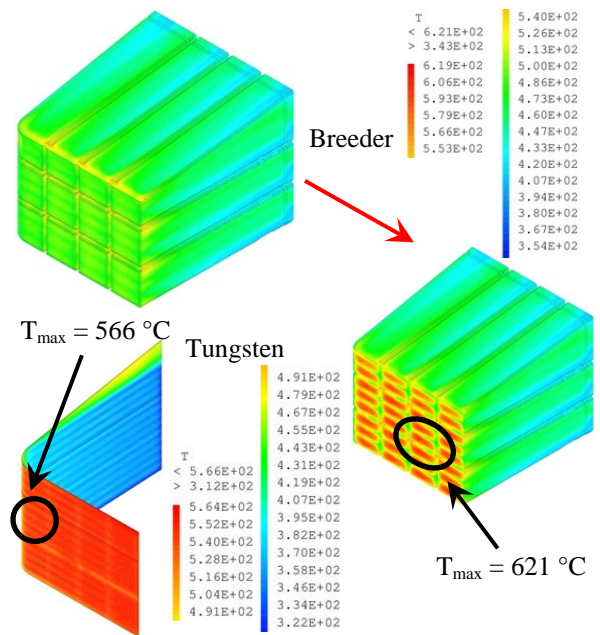 T
< 6.21E+02
> 3.43E+02
6.19E+02
6.06E+02
5.93E+02
5.79E+02
5.66E+02
5.53E+02
5.40E+02
5.26E+02
5.13E+02
5.00E+02
4.86E+02
4.73E+02
4.60E+02
4.47E+02
4.33E+02
4.20E+02
4.07E+02
3.94E+02
3.80E+02
3.67E+02
3.54E+02
Breeder
Tmax = 566 °C
Tungsten
T
< 5.66E+02
> 3.12E+02
5.64E+02
5.52E+02
5.40E+02
5.28E+02
5.16E+02
5.04E+02
4.91E+02
4.91E+02
4.79E+02
4.67E+02
4.55E+02
4.43E+02
4.31E+02
4.19E+02
4.07E+02
3.95E+02
3.82E+02
3.70E+02
3.58E+02
3.46E+02
3.34E+02
3.22E+02
Tmax = 621 °C